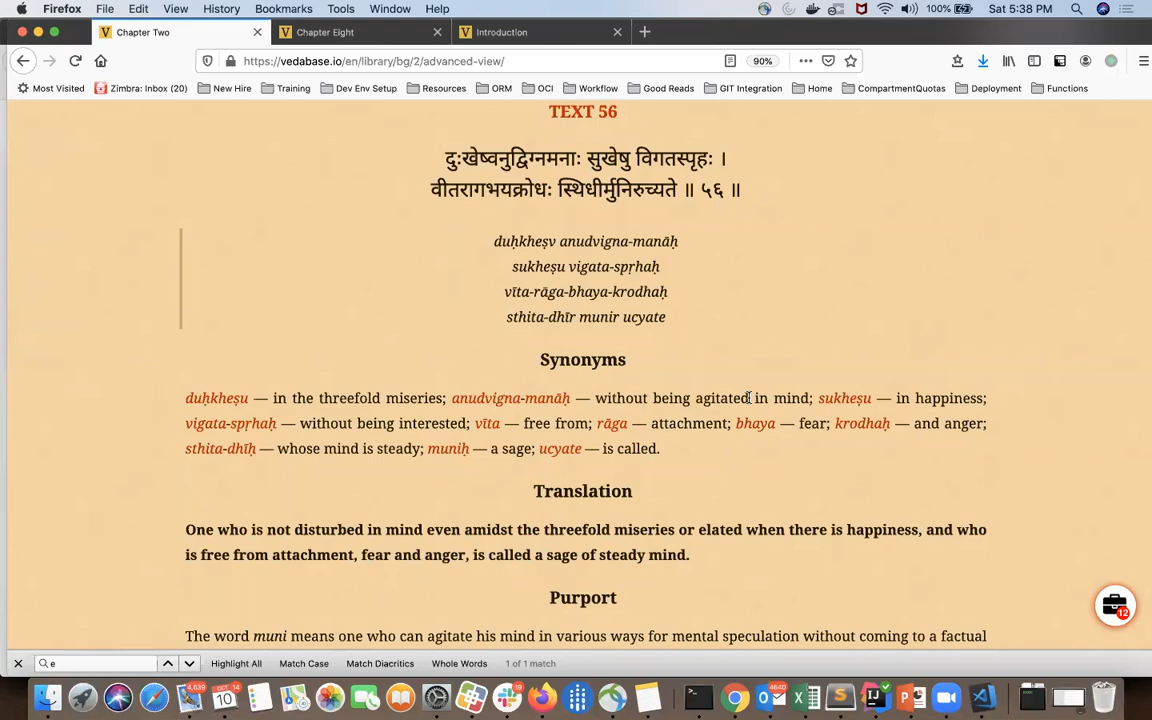 Firefox File Edit View History Bookmarks Tools Window Help 100% Sat 5:38 PM
Chapter Two Chapter Eight Introduction
https://vedabase.io/en/library/bg/2/advanced-view/ 90%
Most Visited Zimbra: Inbox (20) New Hire Training Dev Env Setup Resources ORM OCI Workflow Good Reads GIT Integration Home CompartmentQuotas Deployment Functions
TEXT 56
दुःखेष्वनुद्विग्नमनाः सुखेषु विगतस्पृहः ।
वीतरागभयक्रोधः स्थिधीर्मुनिरुच्यते ॥ ५६ ॥
duḥkheṣv anudvigna-manāḥ
sukheṣu vigata-spṛhaḥ
vīta-rāga-bhaya-krodhaḥ
sthita-dhīr munir ucyate
Synonyms
duḥkheṣu — in the threefold miseries; anudvigna-manāḥ — without being agitated in mind; sukheṣu — in happiness;
vigata-spṛhaḥ — without being interested; vīta — free from; rāga — attachment; bhaya — fear; krodhaḥ — and anger;
sthita-dhīḥ — whose mind is steady; muniḥ — a sage; ucyate — is called.
Translation
One who is not disturbed in mind even amidst the threefold miseries or elated when there is happiness, and who
is free from attachment, fear and anger, is called a sage of steady mind.
Purport
12
The word muni means one who can agitate his mind in various ways for mental speculation without coming to a factual
e Highlight All Match Case Match Diacritics Whole Words 1 of 1 match
4,639 OCT 10 19 4640